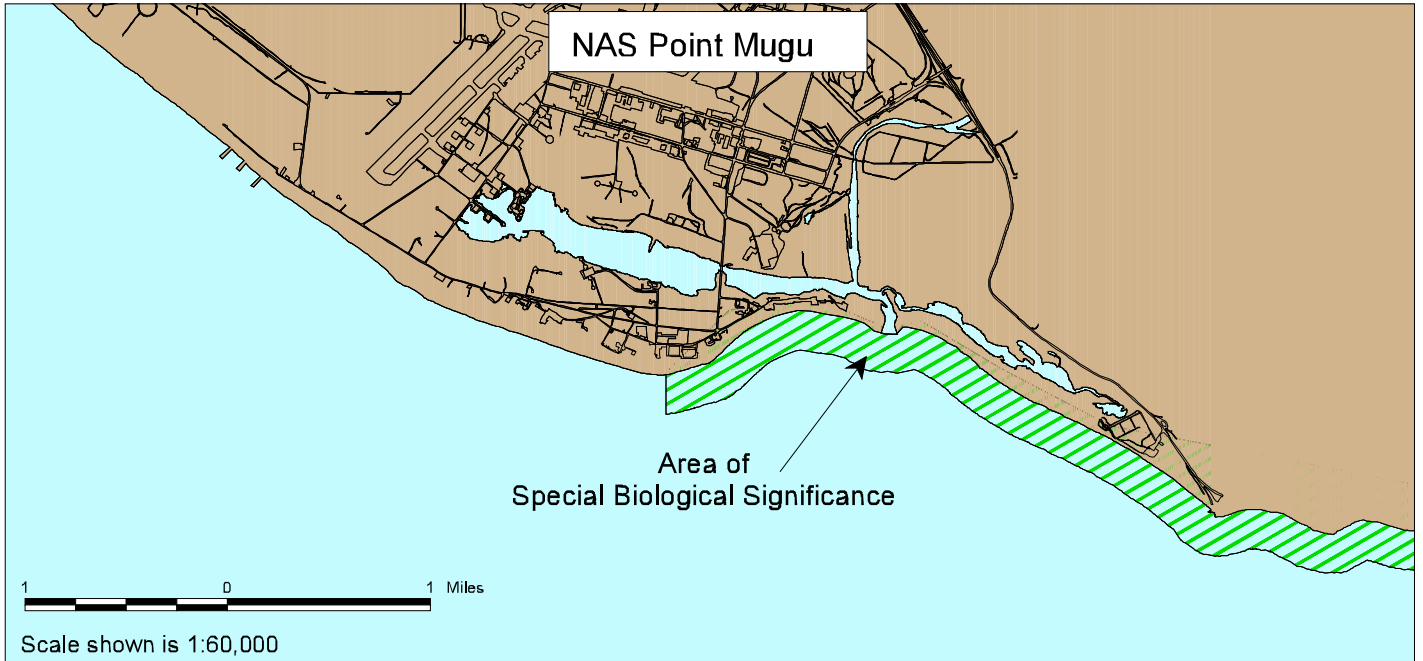 NAS Point Mugu
Area of
Special Biological Significance
1 0 1 Miles
Scale shown is 1:60,000